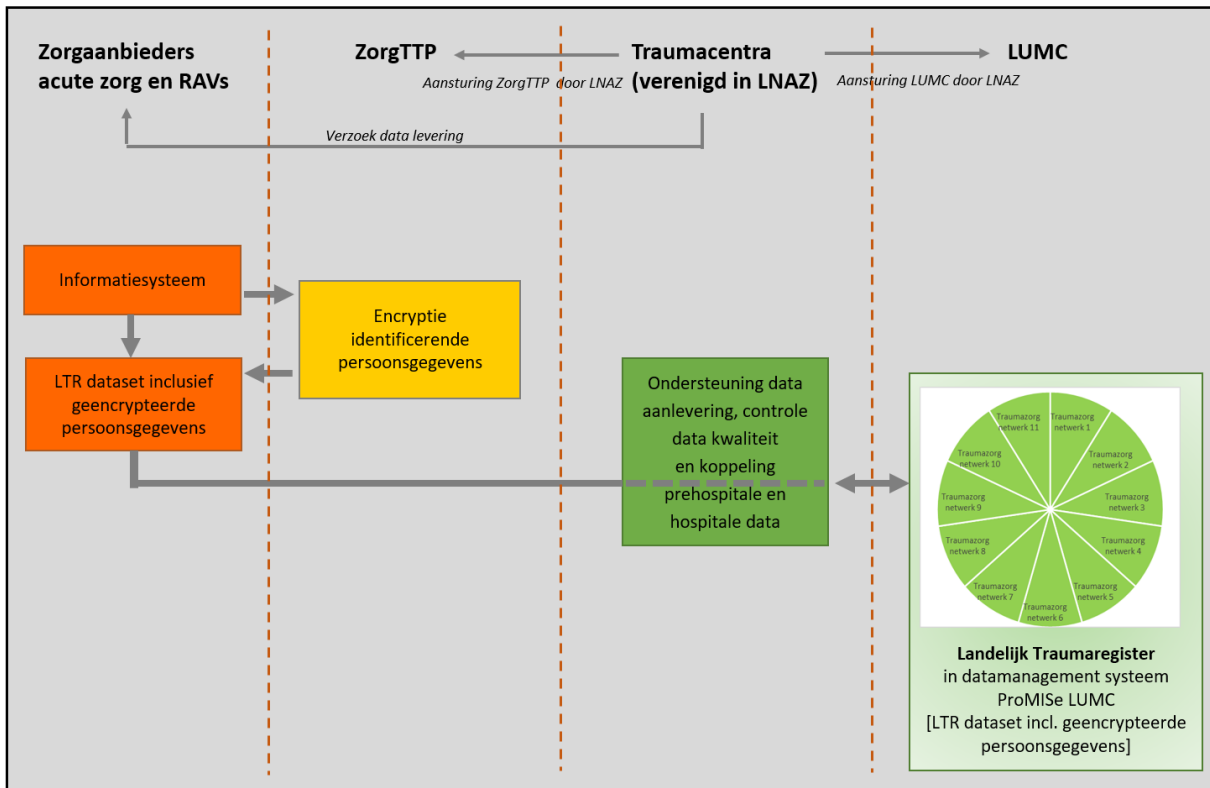 Zorgaanbieders
acute zorg en RAVs
ZorgTTP
Traumacentra
(verenigd in LNAZ)
LUMC
Aansturing ZorgTTP door LNAZ
Aansturing LUMC door LNAZ
Verzoek data levering
Informatiesysteem
Encryptie
identificerende
persoonsgegevens
LTR dataset inclusief
geencrypteerde
persoonsgegevens
Ondersteuning data
aanlevering, controle
data kwaliteit
en koppeling
prehospitale en
hospitale data
Traumazorg
netwerk 1
Traumazorg
netwerk 2
Traumazorg
netwerk 3
Traumazorg
netwerk 4
Traumazorg
netwerk 5
Traumazorg
netwerk 6
Traumazorg
netwerk 7
Traumazorg
netwerk 8
Traumazorg
netwerk 9
Traumazorg
netwerk 10
Traumazorg
netwerk 11
Landelijk Traumaregister
in datamanagement systeem
ProMISe LUMC
[LTR dataset incl. geencrypteerde
persoonsgegevens]